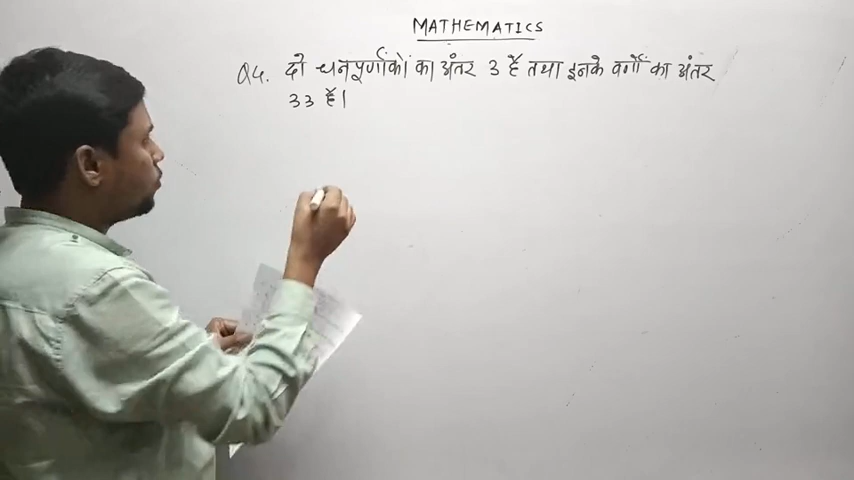 MATHEMATICS
Q4. दो धनपूर्णांकों का अंतर 3 है तथा इनके वर्गों का अंतर
33 है।